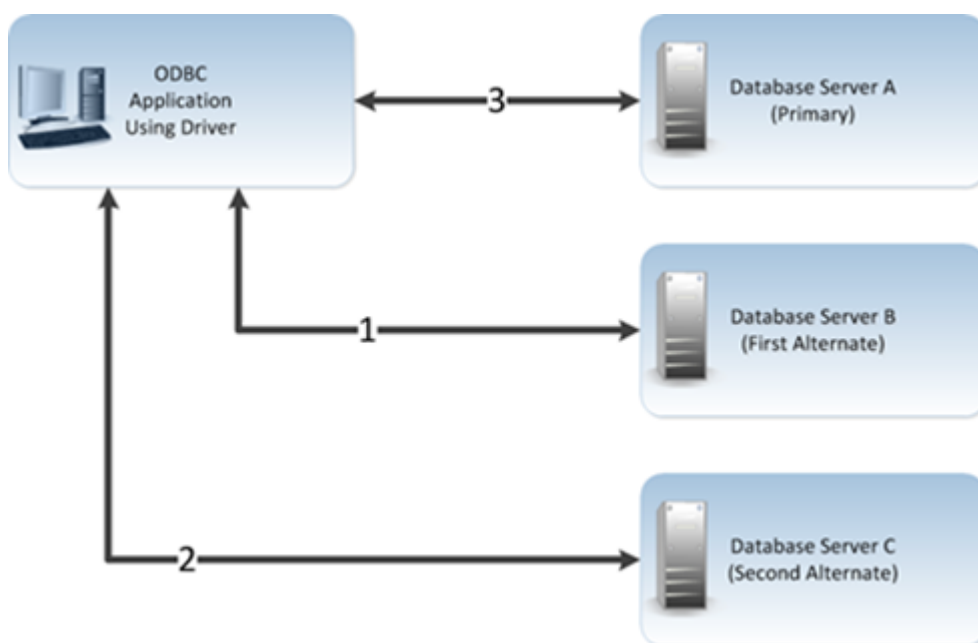 ODBC
Application
Using Driver
3
Database Server A
(Primary)
1
Database Server B
(First Alternate)
2
Database Server C
(Second Alternate)